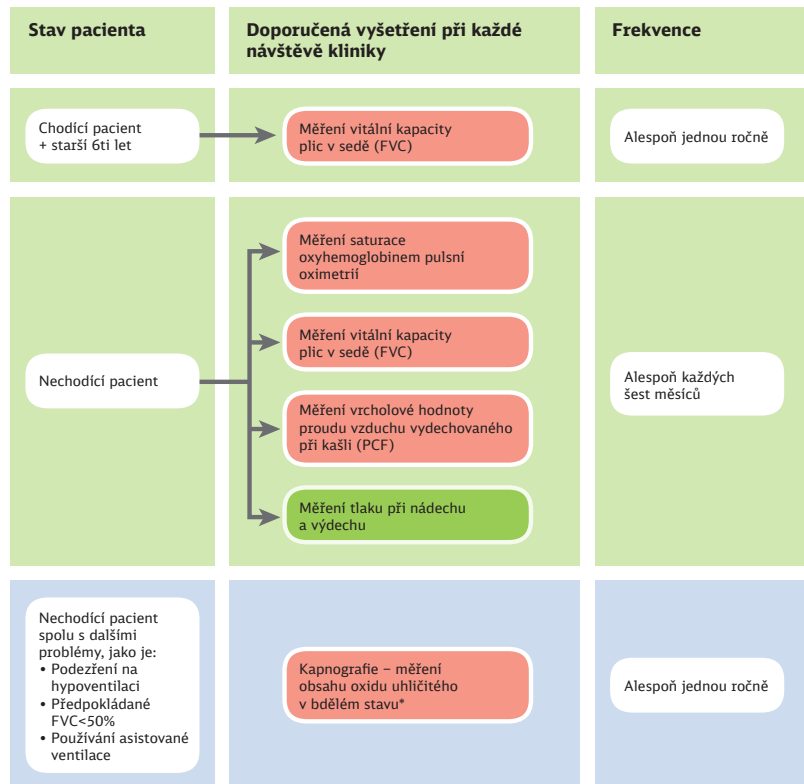 Stav pacienta
Doporučená vyšetření při každé
návštěvě kliniky
Frekvence
Chodící pacient
+ starší 6ti let
Měření vitální kapacity
plic v sedě (FVC)
Alespoň jednou ročně
Nechodící pacient
Měření saturace
oxyhemoglobinem pulsní
oximetrií
Měření vitální kapacity
plic v sedě (FVC)
Měření vrcholové hodnoty
proudu vzduchu vydechovaného
při kašli (PCF)
Měření tlaku při nádechu
a výdechu
Alespoň každých
šest měsíců
Nechodící pacient
spolu s dalšími
problémy, jako je:
• Podezření na
hypoventilaci
• Předpokládané
FVC<50%
• Používání asistované
ventilace
Kapnografie – měření
obsahu oxidu uhličitého
v bdělém stavu*
Alespoň jednou ročně